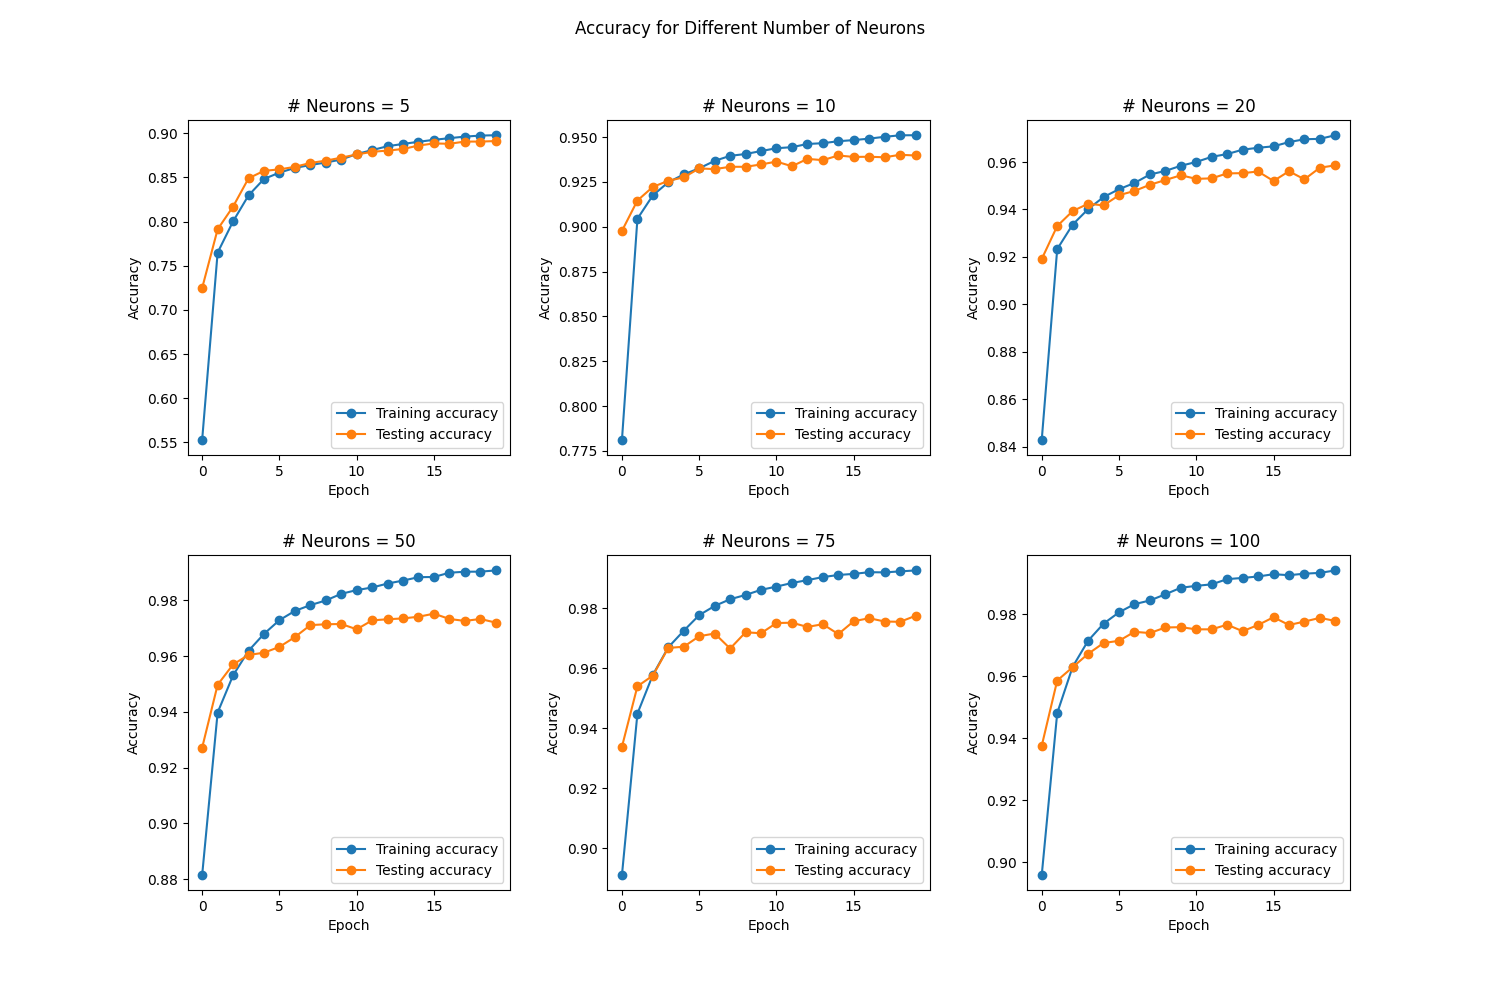 Accuracy for Different Number of Neurons
# Neurons = 5
0.90
0.85
0.80
0.75
0.70
0.65
0.60
0.55
Accuracy
Training accuracy
Testing accuracy
0 5 10 15
Epoch
# Neurons = 10
0.950
0.925
0.900
0.875
0.850
0.825
0.800
0.775
Accuracy
Training accuracy
Testing accuracy
0 5 10 15
Epoch
# Neurons = 20
0.96
0.94
0.92
0.90
0.88
0.86
0.84
Accuracy
Training accuracy
Testing accuracy
0 5 10 15
Epoch
# Neurons = 50
0.98
0.96
0.94
0.92
0.90
0.88
Accuracy
Training accuracy
Testing accuracy
0 5 10 15
Epoch
# Neurons = 75
0.98
0.96
0.94
0.92
0.90
Accuracy
Training accuracy
Testing accuracy
0 5 10 15
Epoch
# Neurons = 100
0.98
0.96
0.94
0.92
0.90
Accuracy
Training accuracy
Testing accuracy
0 5 10 15
Epoch